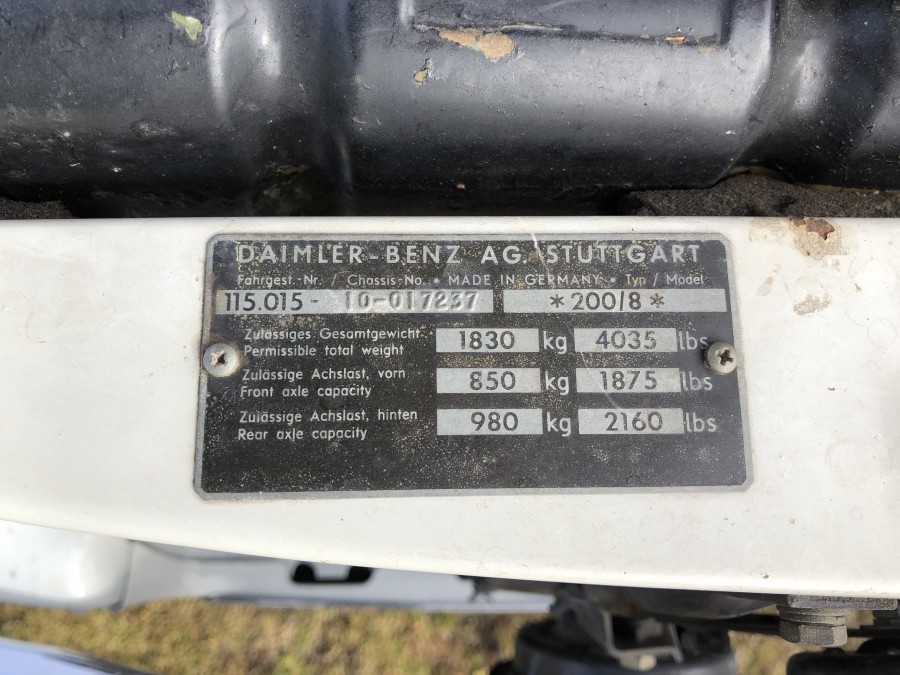 DAIMLER-BENZ AG. STUTTGART
Fahrgest.-Nr. / Chassis-No. • MADE IN GERMANY • Typ / Model
115.015 - 10-017237 *200/8*
Zulässiges Gesamtgewicht
Permissible total weight 1830 kg 4035 lbs
Zulässige Achslast, vorn
Front axle capacity 850 kg 1875 lbs
Zulässige Achslast, hinten
Rear axle capacity 980 kg 2160 lbs